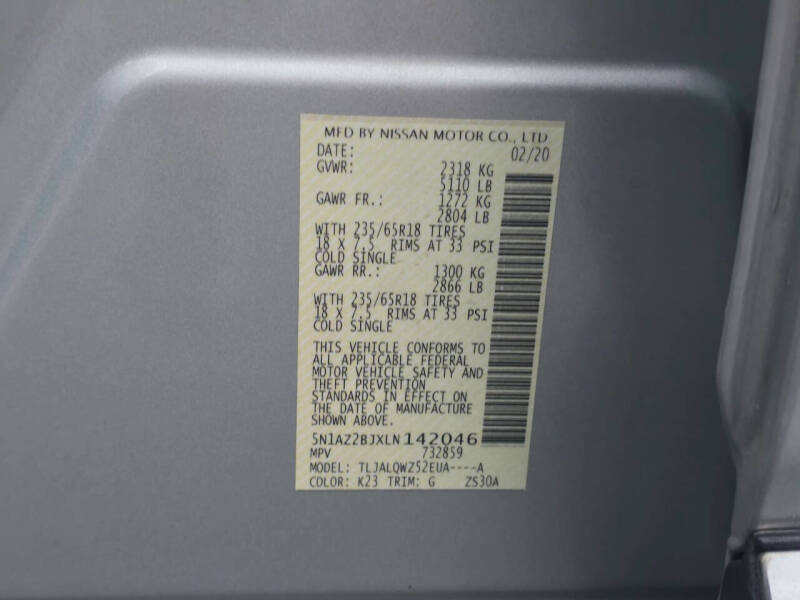 MFD BY NISSAN MOTOR CO., LTD.
DATE: 02/20
GVWR: 2318 KG
5110 LB
GAWR FR.: 1272 KG
2804 LB
WITH 235/65R18 TIRES
18 X 7.5 RIMS AT 33 PSI
COLD SINGLE
GAWR RR.: 1300 KG
2866 LB
WITH 235/65R18 TIRES
18 X 7.5 RIMS AT 33 PSI
COLD SINGLE
THIS VEHICLE CONFORMS TO
ALL APPLICABLE FEDERAL
MOTOR VEHICLE SAFETY AND
THEFT PREVENTION
STANDARDS IN EFFECT ON
THE DATE OF MANUFACTURE
SHOWN ABOVE.
5N1AZ2BJXLN142046
MPV 732859
MODEL: TLJALQWZ52EUA----A
COLOR: K23 TRIM: G ZS30A